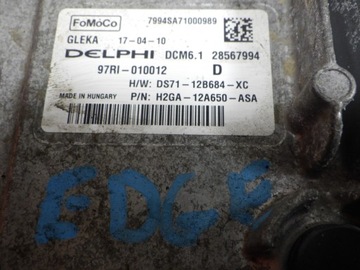 FoMoCo 7994SA71000989
GLEKA 17-04-10
DELPHI DCM6.1 28567994
97RI-010012 D
H/W: DS71-12B684-XC
MADE IN HUNGARY P/N: H2GA-12A650-ASA
EDGE